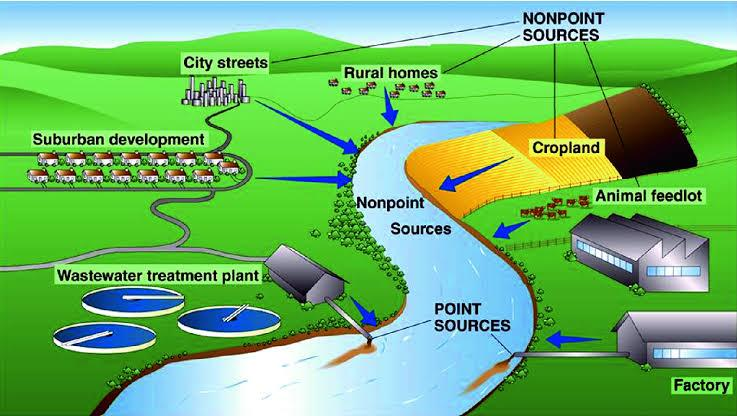 NONPOINT
SOURCES
City streets
Rural homes
Suburban development
Cropland
Animal feedlot
Nonpoint
Sources
Wastewater treatment plant
POINT
SOURCES
Factory